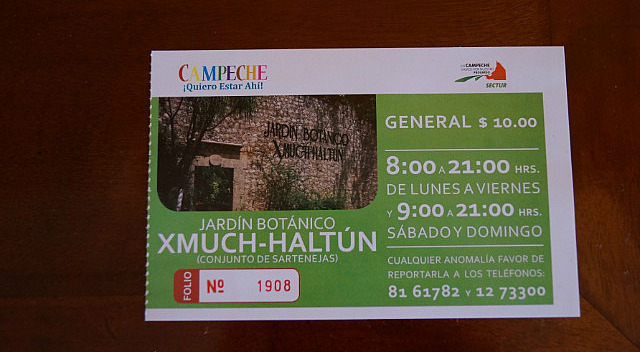 CAMPECHE
¡Quiero Estar Ahí!
SECTUR
JARDÍN BOTÁNICO
XMUCH-HALTÚN
GENERAL $ 10.00
8:00 A 21:00 HRS.
DE LUNES A VIERNES
Y 9:00 A 21:00 HRS.
SÁBADO Y DOMINGO
JARDÍN BOTÁNICO
XMUCH-HALTÚN
(CONJUNTO DE SARTENEJAS)
CUALQUIER ANOMALÍA FAVOR DE
REPORTARLA A LOS TELÉFONOS:
81 61782 Y 12 73300
FOLIO
Nº 1908